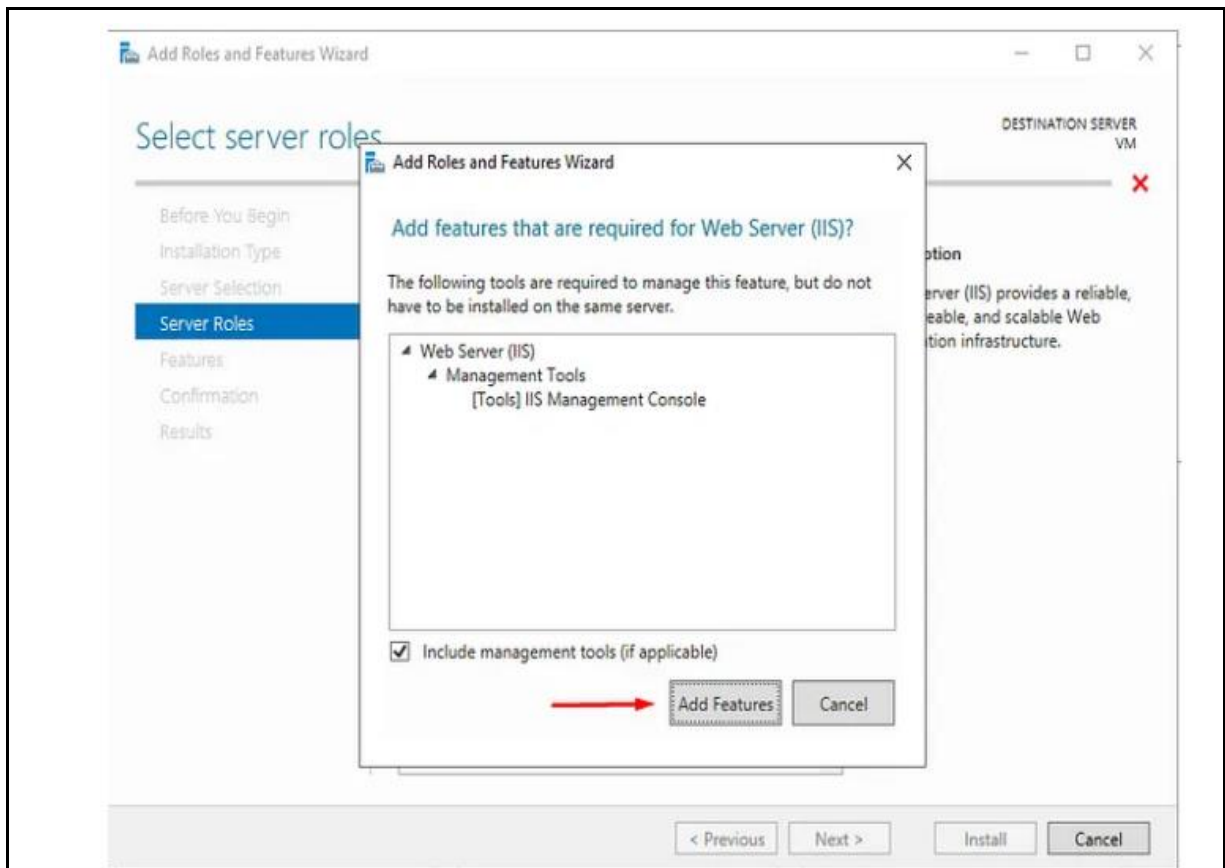 Add Roles and Features Wizard
Select server roles
DESTINATION SERVER
VM
Before You Begin
Installation Type
Server Selection
Server Roles
Features
Confirmation
Results
Add Roles and Features Wizard
Add features that are required for Web Server (IIS)?
The following tools are required to manage this feature, but do not
have to be installed on the same server.
Web Server (IIS)
Management Tools
[Tools] IIS Management Console
Include management tools (if applicable)
Add Features
Cancel
ption
erver (IIS) provides a reliable,
eable, and scalable Web
tion infrastructure.
< Previous
Next >
Install
Cancel